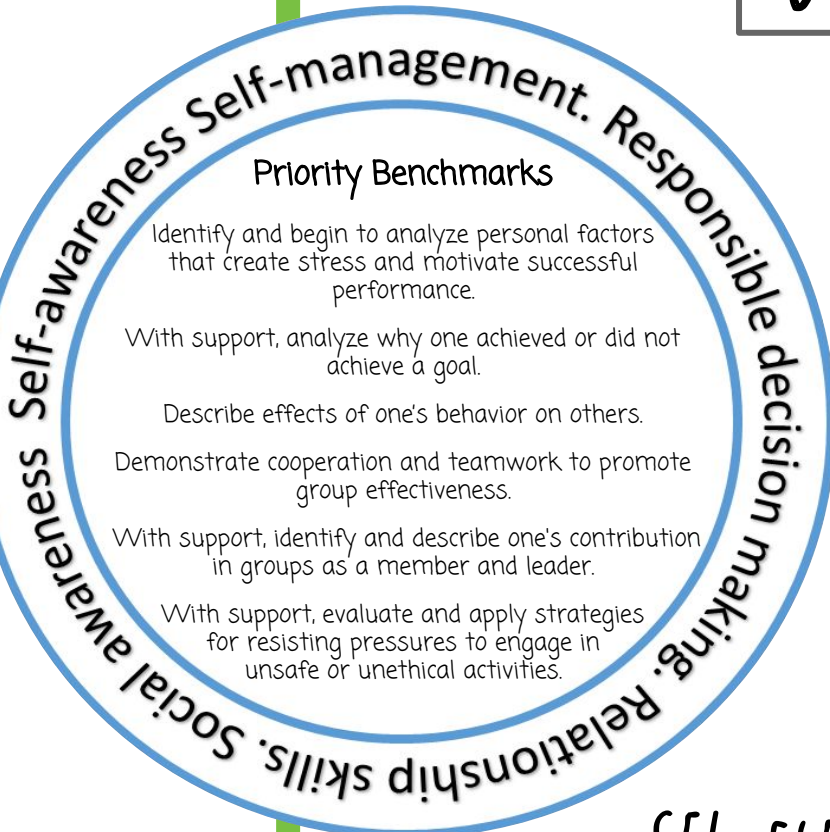 Self-awareness Self-management. Responsible decision making. Relationship skills. Social awareness
Priority Benchmarks
Identify and begin to analyze personal factors
that create stress and motivate successful
performance.
With support, analyze why one achieved or did not
achieve a goal.
Describe effects of one's behavior on others.
Demonstrate cooperation and teamwork to promote
group effectiveness.
With support, identify and describe one's contribution
in groups as a member and leader.
With support, evaluate and apply strategies
for resisting pressures to engage in
unsafe or unethical activities.